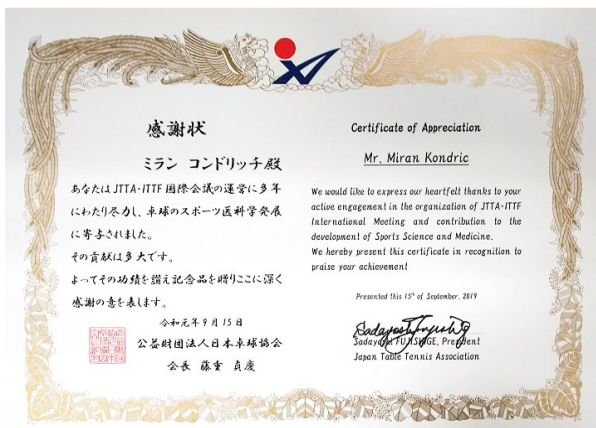 感謝状
ミラン コンドリッチ殿
あなたはJTTA・ITTF国際会議の運営に多年
にわたり尽力し、卓球のスポーツ医科学発展
に寄与されました。
その貢献は多大です。
よってその功績を讃え記念品を贈りここに深く
感謝の意を表します。
令和元年9月15日
公益財団法人日本卓球協会
会長 藤重 貞慶
Certificate of Appreciation
Mr. Miran Kondric
We would like to express our heartfelt thanks to your
active engagement in the organization of JTTA・ITTF
International Meeting and contribution to the
development of Sports Science and Medicine.
We hereby present this certificate in recognition to
praise your achievement
Presented this 15th of September, 2019
Sadayoshi FUJISHIGE, President
Japan Table Tennis Association